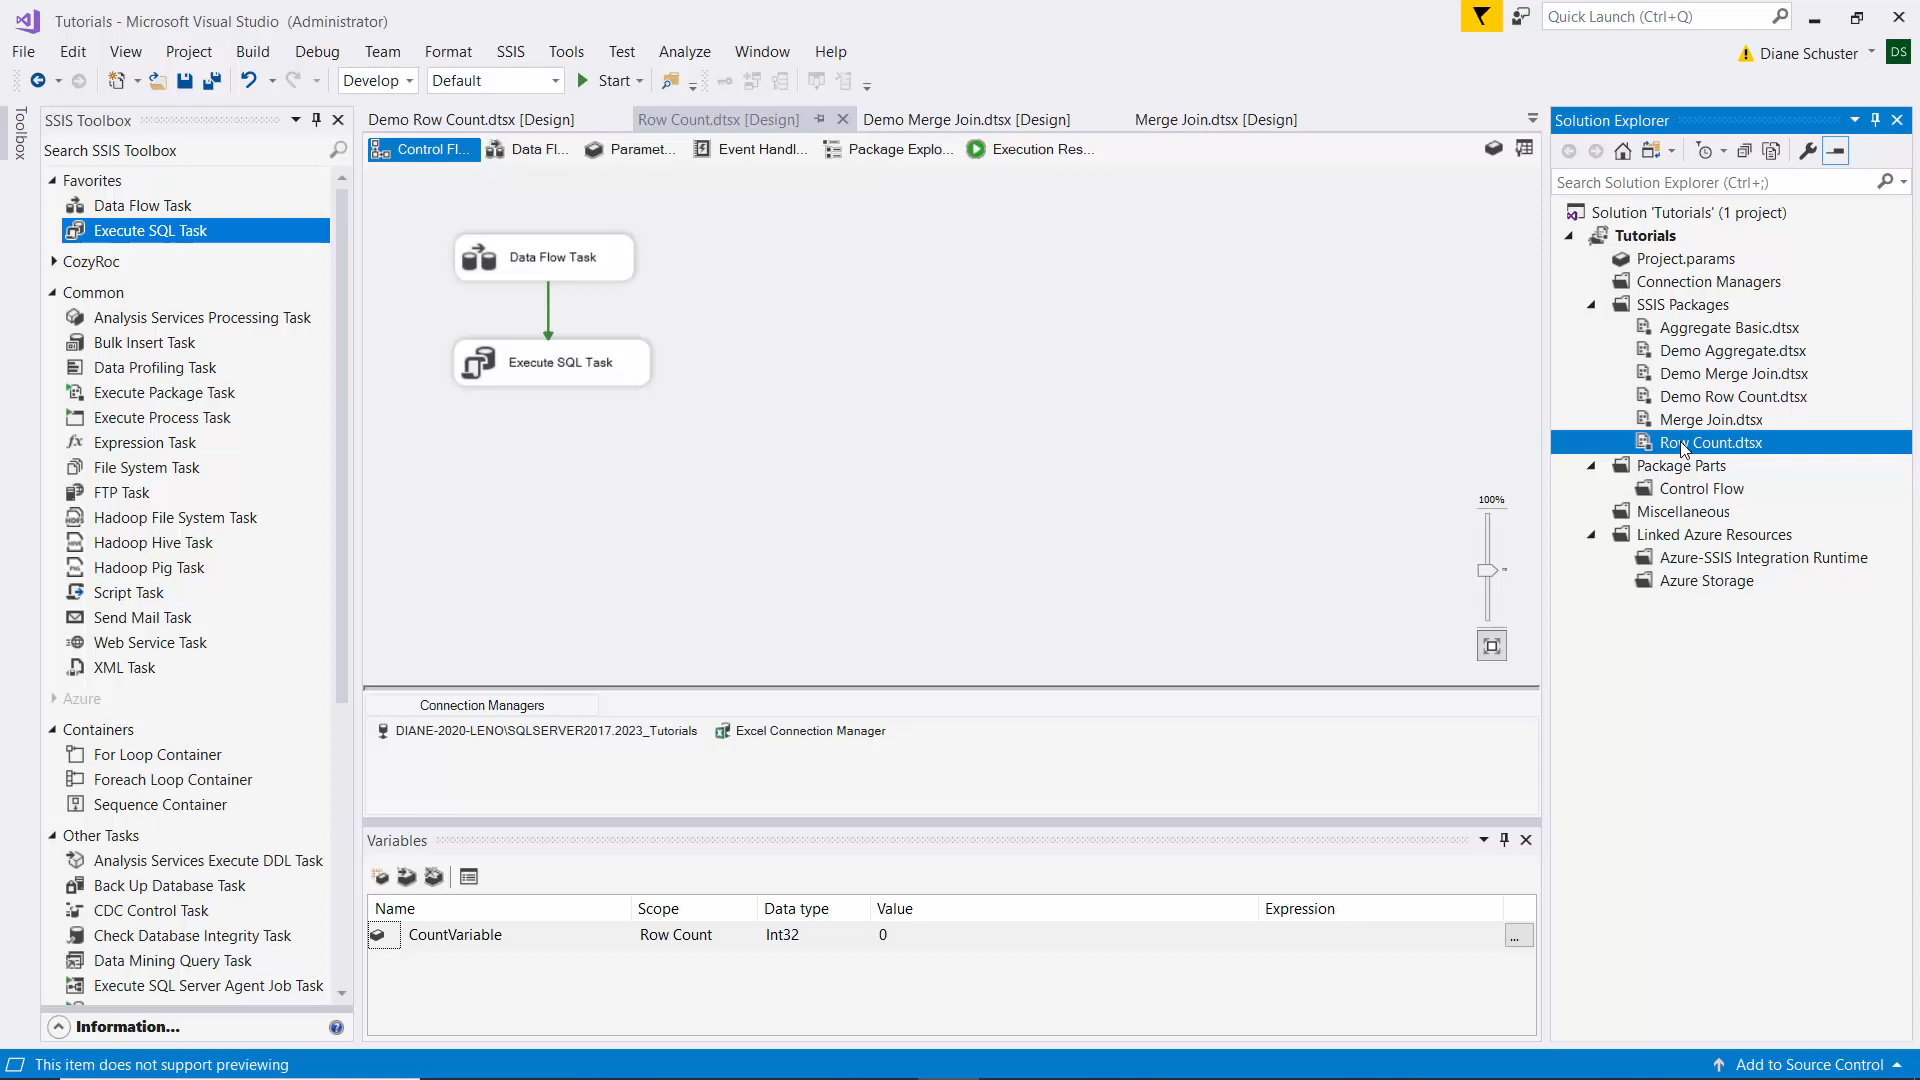 Tutorials - Microsoft Visual Studio (Administrator)
Quick Launch (Ctrl+Q)
File Edit View Project Build Debug Team Format SSIS Tools Test Analyze Window Help
Diane Schuster DS
Develop Default Start
Toolbox
SSIS Toolbox
Search SSIS Toolbox
Favorites
Data Flow Task
Execute SQL Task
CozyRoc
Common
Analysis Services Processing Task
Bulk Insert Task
Data Profiling Task
Execute Package Task
Execute Process Task
Expression Task
File System Task
FTP Task
Hadoop File System Task
Hadoop Hive Task
Hadoop Pig Task
Script Task
Send Mail Task
Web Service Task
XML Task
Azure
Containers
For Loop Container
Foreach Loop Container
Sequence Container
Other Tasks
Analysis Services Execute DDL Task
Back Up Database Task
CDC Control Task
Check Database Integrity Task
Data Mining Query Task
Execute SQL Server Agent Job Task
Information...
Demo Row Count.dtsx [Design] Row Count.dtsx [Design] Demo Merge Join.dtsx [Design] Merge Join.dtsx [Design]
Control Fl... Data Fl... Paramet... Event Handl... Package Explo... Execution Res...
Data Flow Task
Execute SQL Task
100%
Connection Managers
DIANE-2020-LENO\SQLSERVER2017.2023_Tutorials Excel Connection Manager
Variables
Name Scope Data type Value Expression
CountVariable Row Count Int32 0 ...
Solution Explorer
Search Solution Explorer (Ctrl+;)
Solution 'Tutorials' (1 project)
Tutorials
Project.params
Connection Managers
SSIS Packages
Aggregate Basic.dtsx
Demo Aggregate.dtsx
Demo Merge Join.dtsx
Demo Row Count.dtsx
Merge Join.dtsx
Row Count.dtsx
Package Parts
Control Flow
Miscellaneous
Linked Azure Resources
Azure-SSIS Integration Runtime
Azure Storage
This item does not support previewing
Add to Source Control